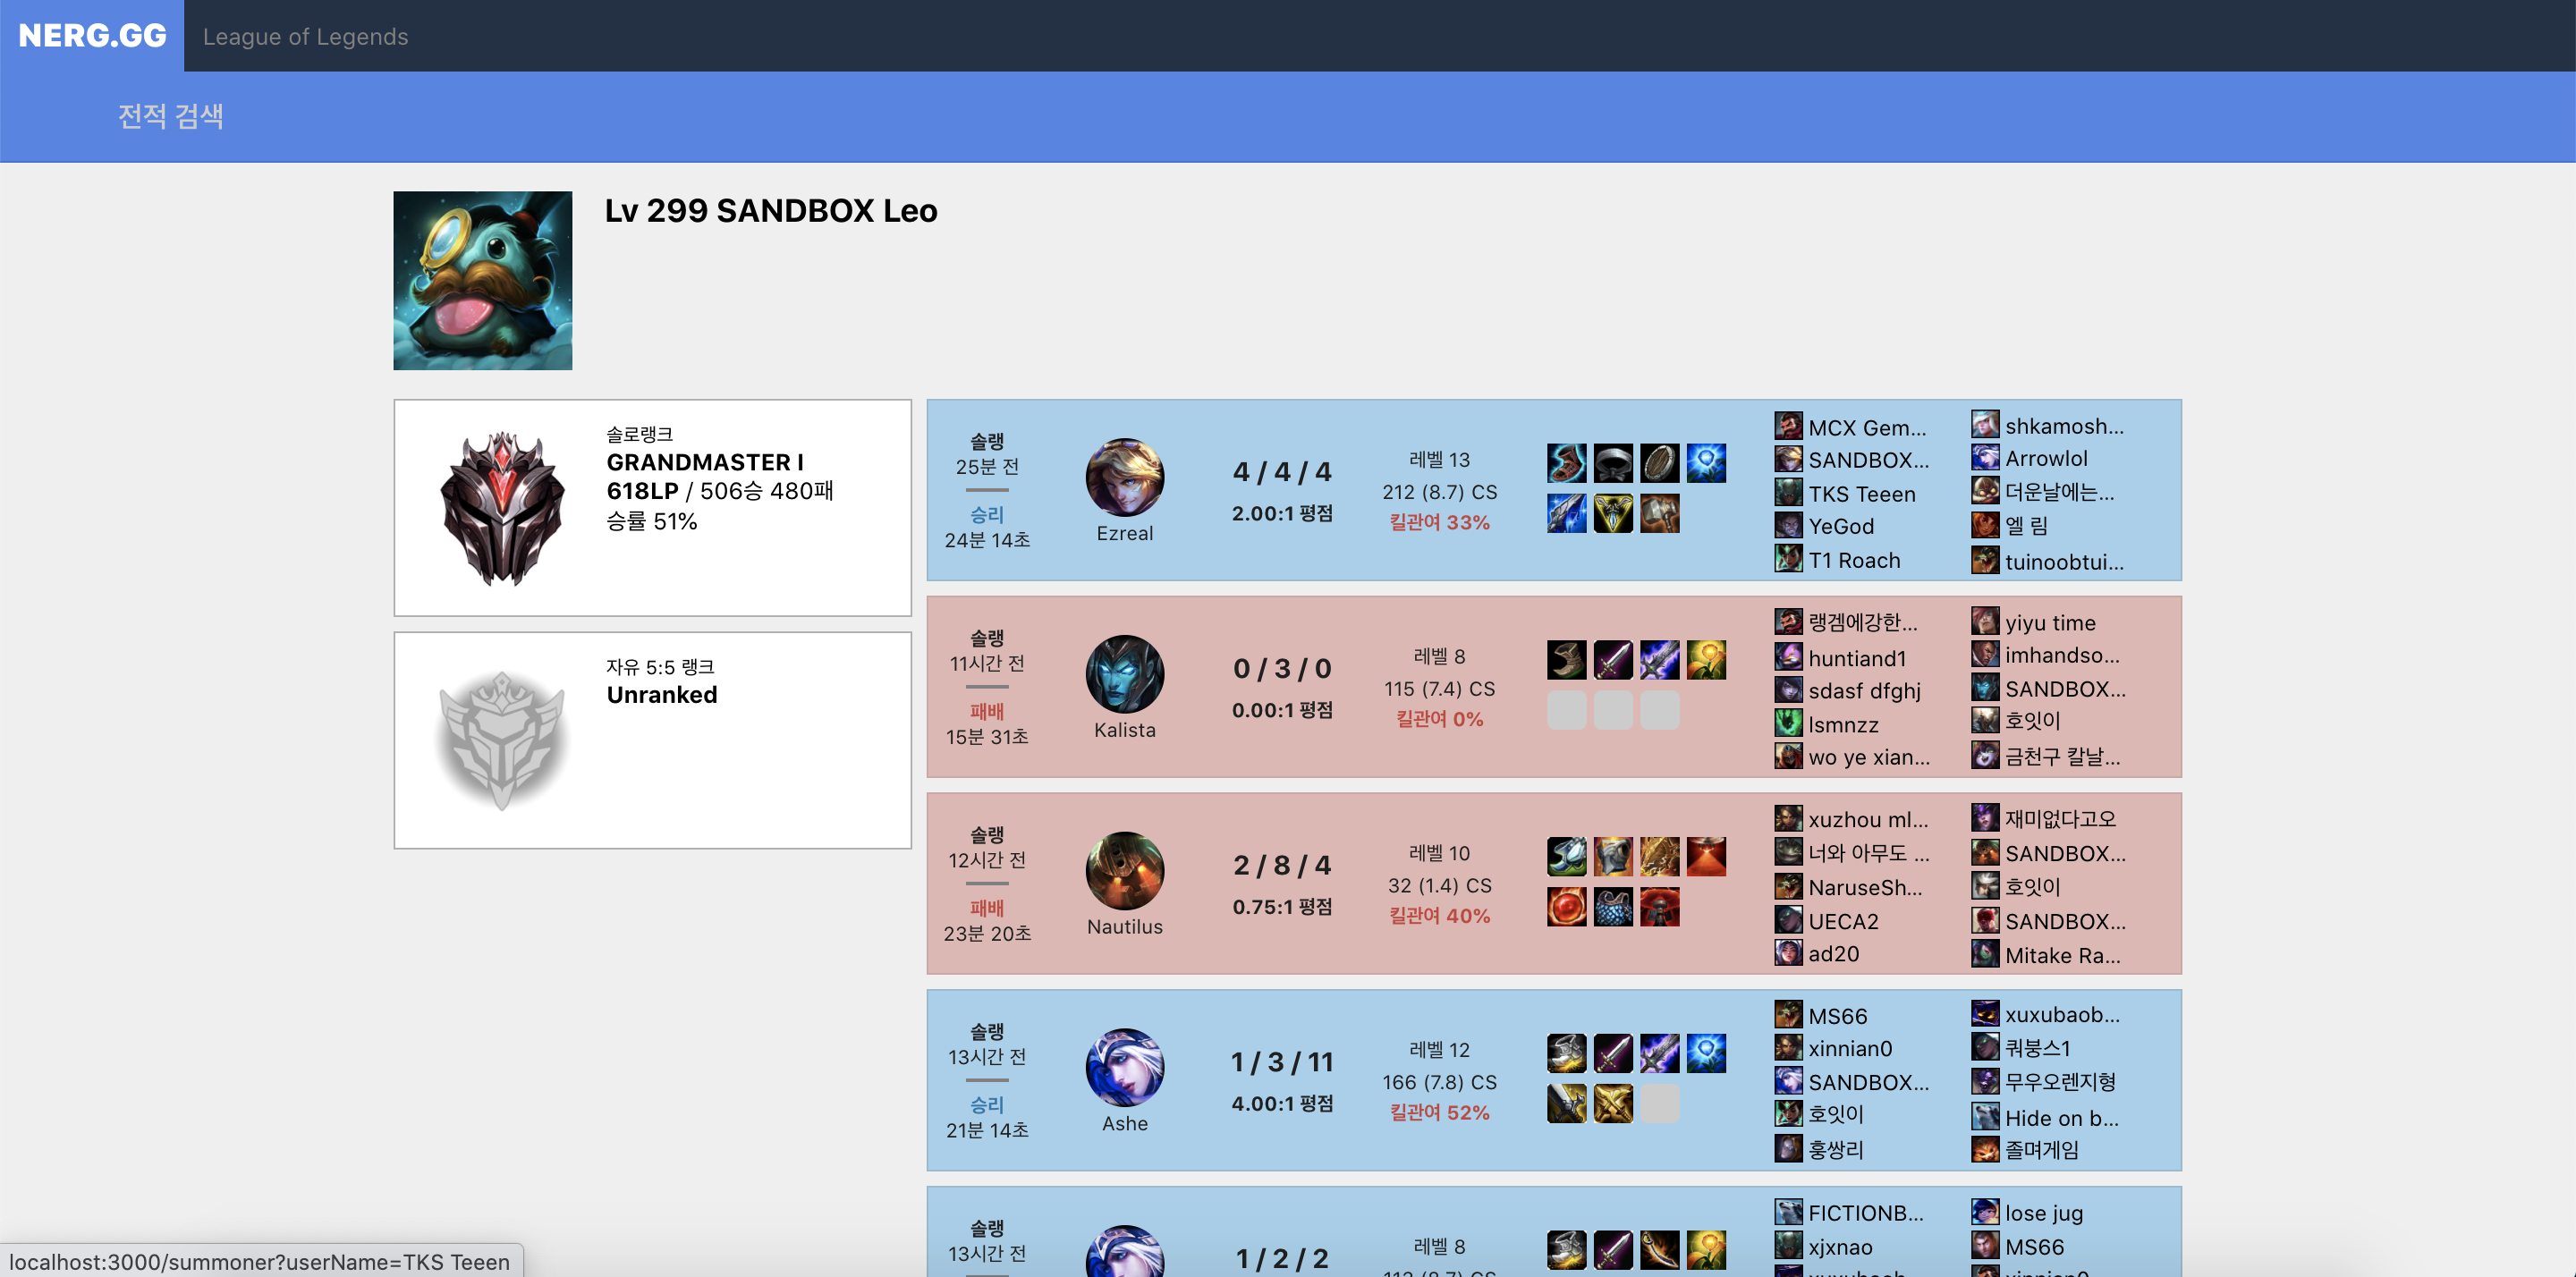 NERG.GG
League of Legends
전적 검색
Lv 299 SANDBOX Leo
솔로랭크
GRANDMASTER I
618LP / 506승 480패
승률 51%
자유 5:5 랭크
Unranked
솔랭
25분 전
승리
24분 14초
Ezreal
4 / 4 / 4
2.00:1 평점
레벨 13
212 (8.7) CS
킬관여 33%
MCX Gem...
SANDBOX...
TKS Teeen
YeGod
T1 Roach
shkamosh...
Arrowlol
더운날에는...
엘 림
tuinoobtui...
솔랭
11시간 전
패배
15분 31초
Kalista
0 / 3 / 0
0.00:1 평점
레벨 8
115 (7.4) CS
킬관여 0%
랭겜에강한...
huntiand1
sdasf dfghj
lsmnzz
wo ye xian...
yiyu time
imhandso...
SANDBOX...
호잇이
금천구 칼날...
솔랭
12시간 전
패배
23분 20초
Nautilus
2 / 8 / 4
0.75:1 평점
레벨 10
32 (1.4) CS
킬관여 40%
xuzhou ml...
너와 아무도 ...
NaruseSh...
UECA2
ad20
재미없다고오
SANDBOX...
호잇이
SANDBOX...
Mitake Ra...
솔랭
13시간 전
승리
21분 14초
Ashe
1 / 3 / 11
4.00:1 평점
레벨 12
166 (7.8) CS
킬관여 52%
MS66
xinnian0
SANDBOX...
호잇이
훙쌍리
xuxubaob...
쿼붕스1
무우오렌지형
Hide on b...
졸며게임
솔랭
13시간 전
1 / 2 / 2
레벨 8
FICTIONB...
xjxnao
lose jug
MS66
localhost:3000/summoner?userName=TKS Teeen